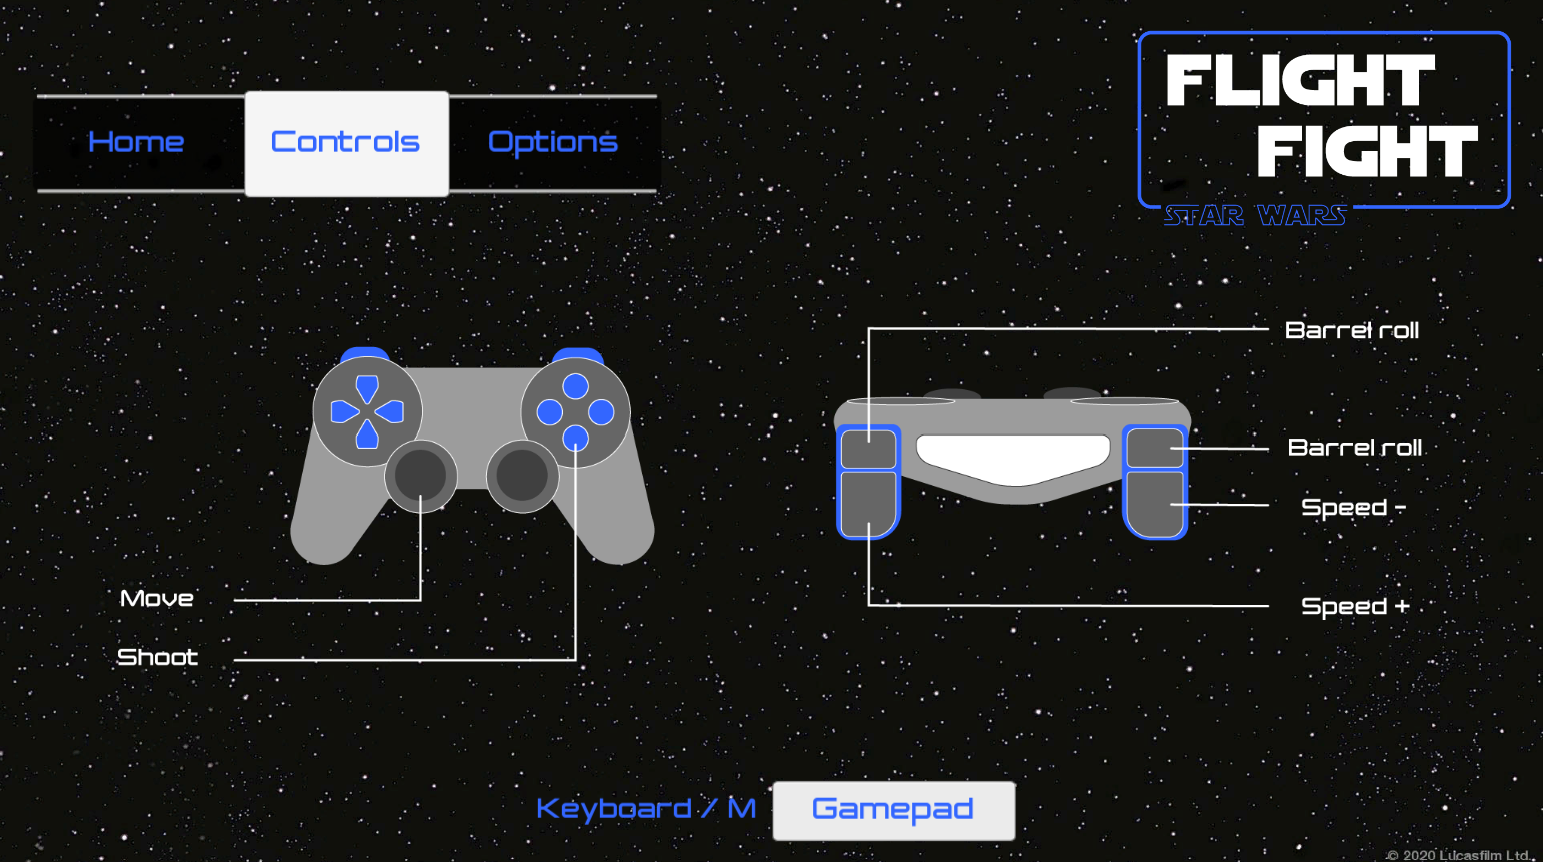 FLIGHT
FIGHT
STAR WARS
Home
Controls
Options
Barrel roll
Barrel roll
Speed -
Speed +
Move
Shoot
Keyboard / M
Gamepad
© 2020 Lucasfilm Ltd.